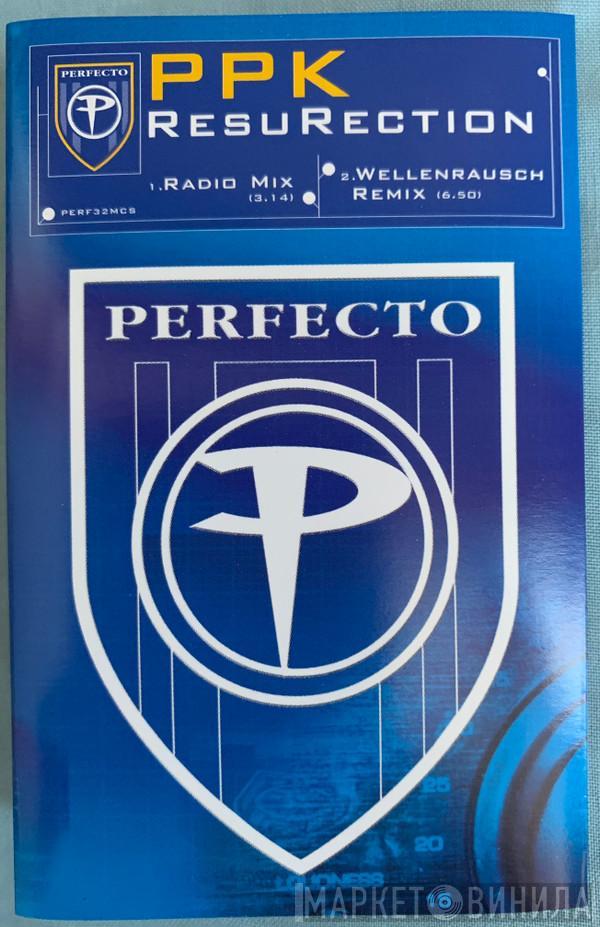 PERFECTO
PPK
RESURECTION
1.RADIO MIX
(3.14)
2.WELLENRAUSCH
REMIX (6.50)
PERF32MCS
PERFECTO
25
20
LOUDNESS
МАРКЕТ ВИНИЛА